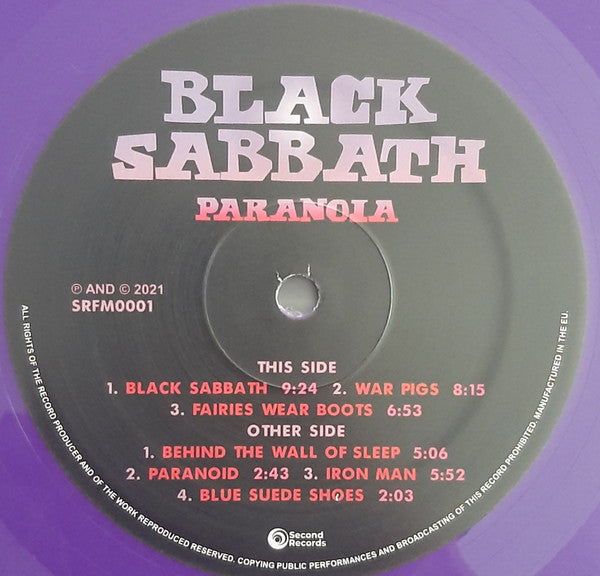 BLACK
SABBATH
PARANOIA
℗ AND © 2021
SRFM0001
THIS SIDE
1. BLACK SABBATH 9:24 2. WAR PIGS 8:15
3. FAIRIES WEAR BOOTS 6:53
OTHER SIDE
1. BEHIND THE WALL OF SLEEP 5:06
2. PARANOID 2:43 3. IRON MAN 5:52
4. BLUE SUEDE SHOES 2:03
Second
Records
ALL RIGHTS OF THE RECORD PRODUCER AND OF THE WORK REPRODUCED RESERVED. COPYING PUBLIC PERFORMANCES AND BROADCASTING OF THIS RECORD PROHIBITED. MANUFACTURED IN THE EU.